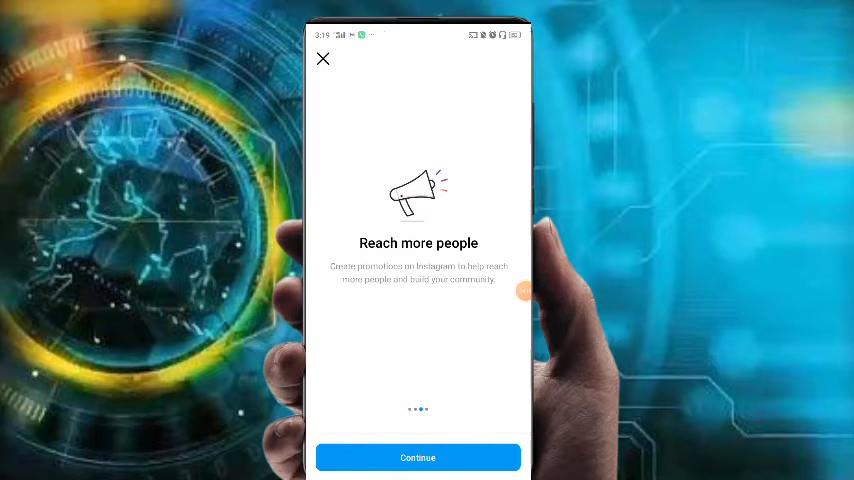 3:19
Reach more people
Create promotions on Instagram to help reach
more people and build your community.
Continue